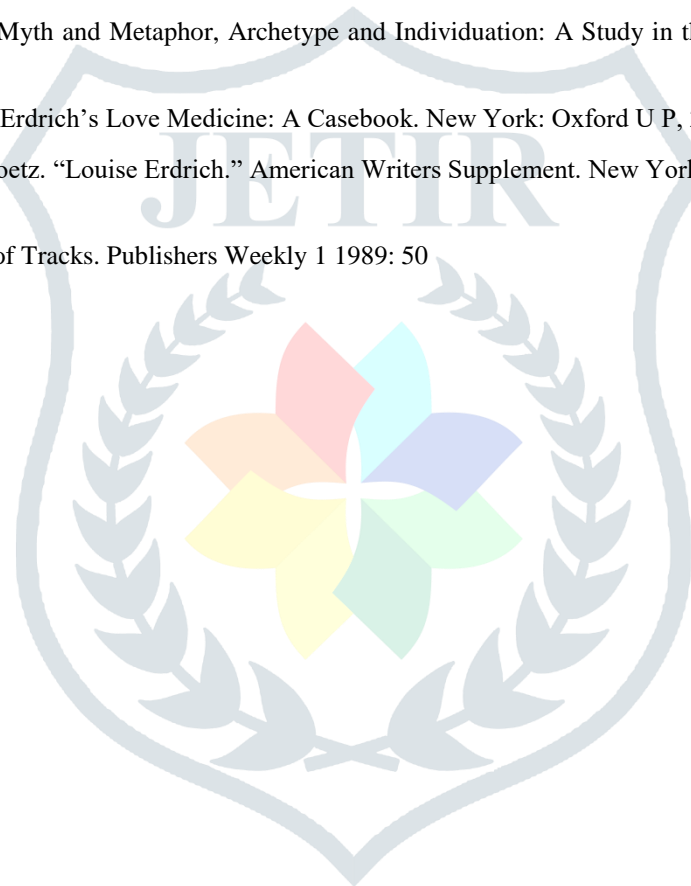 Myth and Metaphor, Archetype and Individuation: A Study in
Erdrich's Love Medicine: A Casebook. New York: Oxford U P,
oetz. "Louise Erdrich." American Writers Supplement. New York
JETIR
of Tracks. Publishers Weekly 1 1989: 50